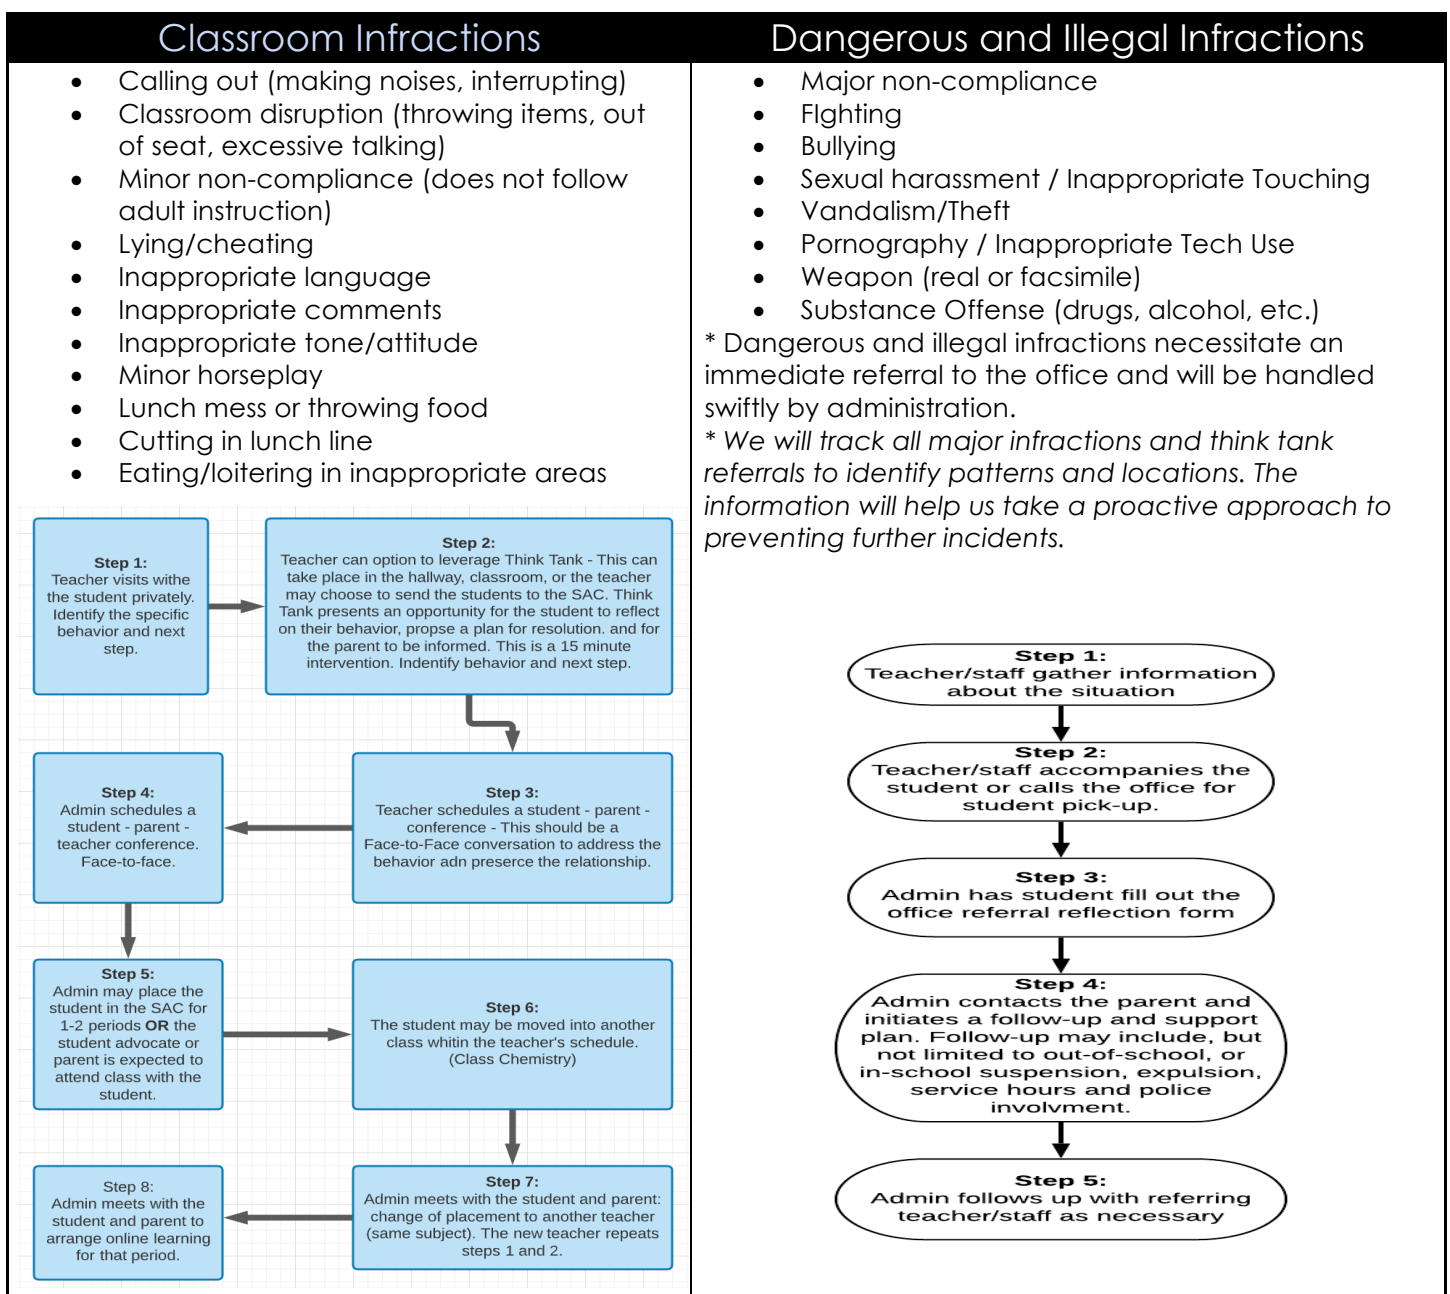 Classroom Infractions
• Calling out (making noises, interrupting)
• Classroom disruption (throwing items, out
of seat, excessive talking)
• Minor non-compliance (does not follow
adult instruction)
• Lying/cheating
• Inappropriate language
• Inappropriate comments
• Inappropriate tone/attitude
• Minor horseplay
• Lunch mess or throwing food
• Cutting in lunch line
• Eating/loitering in inappropriate areas
Step 1:
Teacher visits withe
the student privately.
Identify the specific
behavior and next
step.
Step 2:
Teacher can option to leverage Think Tank - This can
take place in the hallway, classroom, or the teacher
may choose to send the students to the SAC. Think
Tank presents an opportunity for the student to reflect
on their behavior, propse a plan for resolution. and for
the parent to be informed. This is a 15 minute
intervention. Indentify behavior and next step.
Step 3:
Teacher schedules a student - parent -
conference - This should be a
Face-to-Face conversation to address the
behavior adn preserce the relationship.
Step 4:
Admin schedules a
student - parent -
teacher conference.
Face-to-face.
Step 5:
Admin may place the
student in the SAC for
1-2 periods OR the
student advocate or
parent is expected to
attend class with the
student.
Step 6:
The student may be moved into another
class whitin the teacher's schedule.
(Class Chemistry)
Step 7:
Admin meets with the student and parent:
change of placement to another teacher
(same subject). The new teacher repeats
steps 1 and 2.
Step 8:
Admin meets with the
student and parent to
arrange online learning
for that period.
Dangerous and Illegal Infractions
• Major non-compliance
• FIghting
• Bullying
• Sexual harassment / Inappropriate Touching
• Vandalism/Theft
• Pornography / Inappropriate Tech Use
• Weapon (real or facsimile)
• Substance Offense (drugs, alcohol, etc.)
* Dangerous and illegal infractions necessitate an
immediate referral to the office and will be handled
swiftly by administration.
* We will track all major infractions and think tank
referrals to identify patterns and locations. The
information will help us take a proactive approach to
preventing further incidents.
Step 1:
Teacher/staff gather information
about the situation
Step 2:
Teacher/staff accompanies the
student or calls the office for
student pick-up.
Step 3:
Admin has student fill out the
office referral reflection form
Step 4:
Admin contacts the parent and
initiates a follow-up and support
plan. Follow-up may include, but
not limited to out-of-school, or
in-school suspension, expulsion,
service hours and police
involvment.
Step 5:
Admin follows up with referring
teacher/staff as necessary